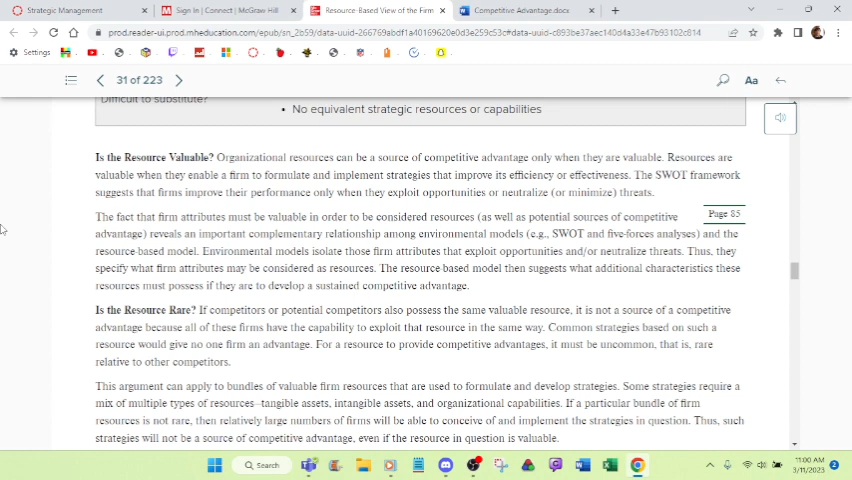 Strategic Management
Sign In | Connect | McGraw Hill
Resource-Based View of the Firm
Competitive Advantage.docx
prod.reader-ui.prod.mheducation.com/epub/sn_2b59/data-uuid-266769abdf1a40169620e0d3e259c53c#data-uuid-c893be37aec140d4a33e47b93102c814
Settings
31 of 223
Aa
Difficult to substitute?
• No equivalent strategic resources or capabilities
Is the Resource Valuable? Organizational resources can be a source of competitive advantage only when they are valuable. Resources are
valuable when they enable a firm to formulate and implement strategies that improve its efficiency or effectiveness. The SWOT framework
suggests that firms improve their performance only when they exploit opportunities or neutralize (or minimize) threats.
The fact that firm attributes must be valuable in order to be considered resources (as well as potential sources of competitive
Page 85
advantage) reveals an important complementary relationship among environmental models (e.g., SWOT and five-forces analyses) and the
resource-based model. Environmental models isolate those firm attributes that exploit opportunities and/or neutralize threats. Thus, they
specify what firm attributes may be considered as resources. The resource-based model then suggests what additional characteristics these
resources must possess if they are to develop a sustained competitive advantage.
Is the Resource Rare? If competitors or potential competitors also possess the same valuable resource, it is not a source of a competitive
advantage because all of these firms have the capability to exploit that resource in the same way. Common strategies based on such a
resource would give no one firm an advantage. For a resource to provide competitive advantages, it must be uncommon, that is, rare
relative to other competitors.
This argument can apply to bundles of valuable firm resources that are used to formulate and develop strategies. Some strategies require a
mix of multiple types of resources–tangible assets, intangible assets, and organizational capabilities. If a particular bundle of firm
resources is not rare, then relatively large numbers of firms will be able to conceive of and implement the strategies in question. Thus, such
strategies will not be a source of competitive advantage, even if the resource in question is valuable.
Search
11:00 AM
3/11/2023
2